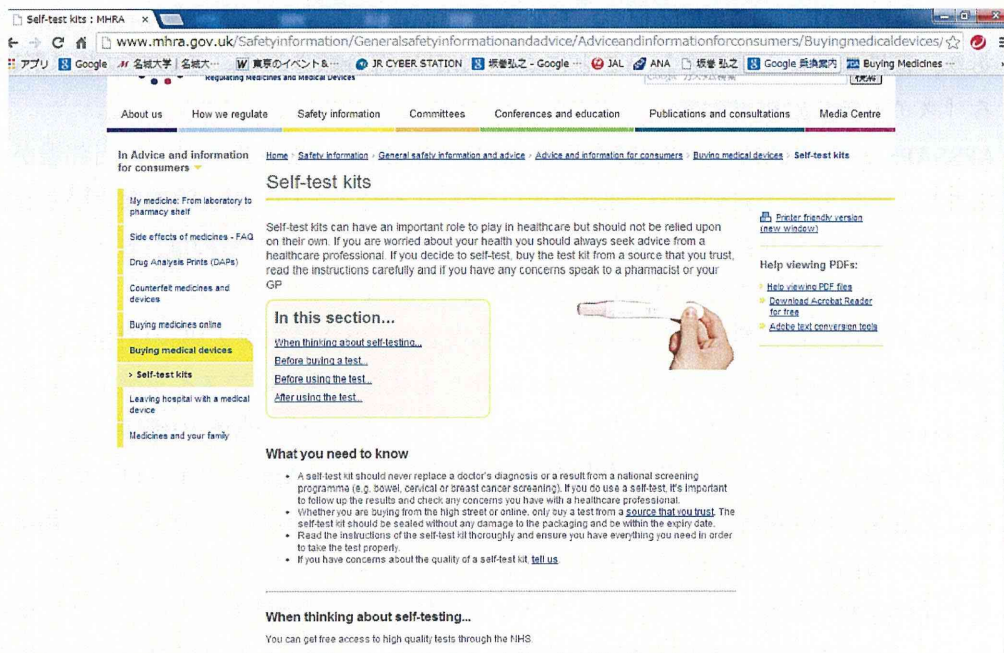 Self-test kits : MHRA ×
www.mhra.gov.uk/Safetyinformation/Generalsafetyinformationandadvice/Adviceandinformationforconsumers/Buyingmedicaldevices/
アプリ Google 名城大学 | 名城大… 東京のイベント&… JR CYBER STATION 坂巻弘之 - Google … JAL ANA 坂巻 弘之 Google 乗換案内 Buying Medicines …
Regulating Medicines and Medical Devices
Google カスタム検索 検索
About us How we regulate Safety information Committees Conferences and education Publications and consultations Media Centre
In Advice and information for consumers
My medicine: From laboratory to pharmacy shelf
Side effects of medicines - FAQ
Drug Analysis Prints (DAPs)
Counterfeit medicines and devices
Buying medicines online
Buying medical devices
> Self-test kits
Leaving hospital with a medical device
Medicines and your family
Home › Safety information › General safety information and advice › Advice and information for consumers › Buying medical devices › Self-test kits
Self-test kits
Self-test kits can have an important role to play in healthcare but should not be relied upon
on their own. If you are worried about your health you should always seek advice from a
healthcare professional. If you decide to self-test, buy the test kit from a source that you trust,
read the instructions carefully and if you have any concerns speak to a pharmacist or your
GP
In this section...
When thinking about self-testing...
Before buying a test...
Before using the test...
After using the test...
Printer friendly version
(new window)
Help viewing PDFs:
Help viewing PDF files
Download Acrobat Reader
for free
Adobe text conversion tools
What you need to know
• A self-test kit should never replace a doctor's diagnosis or a result from a national screening
programme (e.g. bowel, cervical or breast cancer screening). If you do use a self-test, it's important
to follow up the results and check any concerns you have with a healthcare professional.
• Whether you are buying from the high street or online, only buy a test from a source that you trust. The
self-test kit should be sealed without any damage to the packaging and be within the expiry date.
• Read the instructions of the self-test kit thoroughly and ensure you have everything you need in order
to take the test properly.
• If you have concerns about the quality of a self-test kit, tell us
When thinking about self-testing...
You can get free access to high quality tests through the NHS.